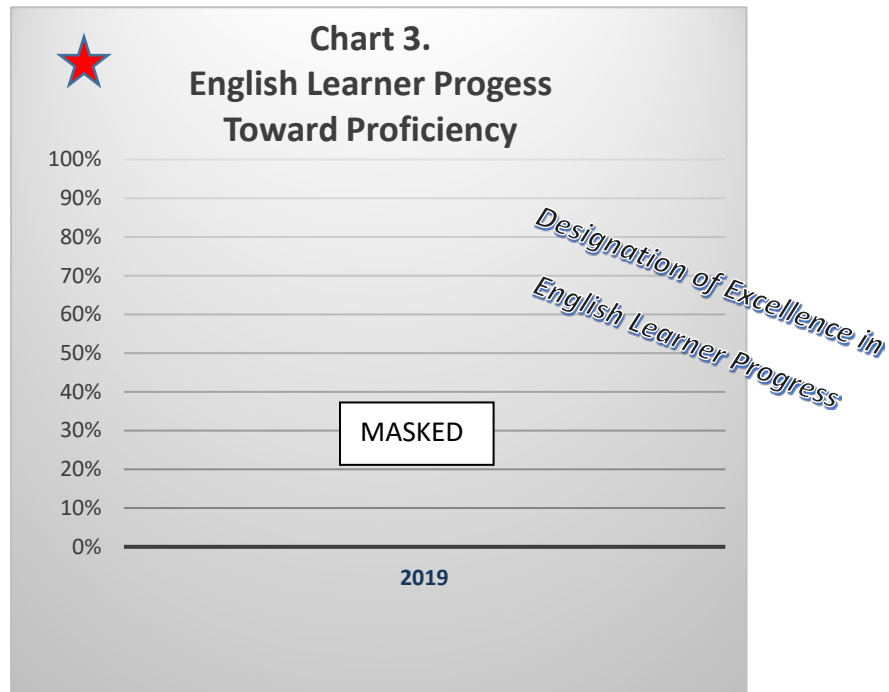 Chart 3.
English Learner Progess
Toward Proficiency
100%
90%
80%
70%
60%
50%
40%
30%
20%
10%
0%
Designation of Excellence in
English Learner Progress
MASKED
2019